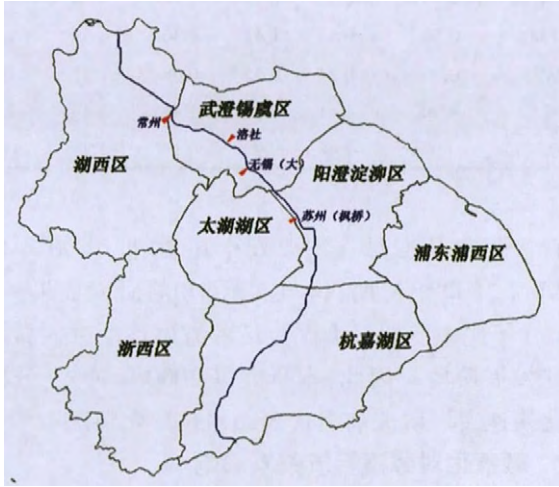 武澄锡虞区
常州
洛社
无锡（大）
湖西区
阳澄淀泖区
苏州（枫桥）
太湖湖区
浦东浦西区
浙西区
杭嘉湖区